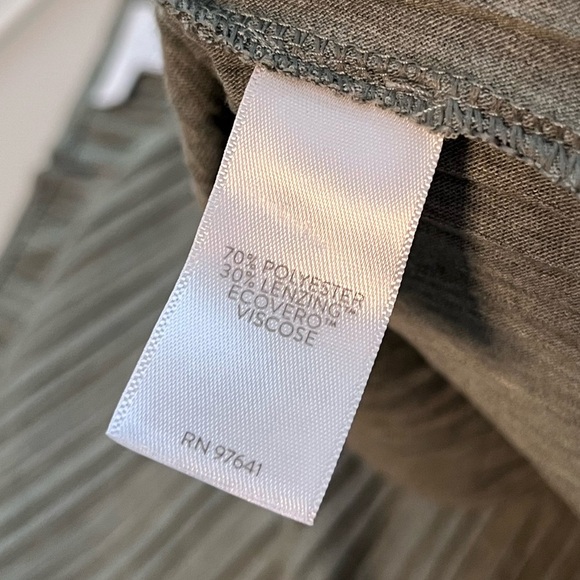 70% POLYESTER
30% LENZING™
ECOVERO™
VISCOSE
RN 97641